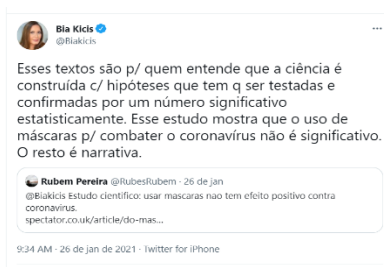 Bia Kicis
@Biakicis
Esses textos são p/ quem entende que a ciência é
construída c/ hipóteses que tem q ser testadas e
confirmadas por um número significativo
estatisticamente. Esse estudo mostra que o uso de
máscaras p/ combater o coronavírus não é significativo.
O resto é narrativa.
Rubem Pereira @RubesRubem · 26 de jan
@Biakicis Estudo cientifico: usar mascaras nao tem efeito positivo contra
coronavirus.
spectator.co.uk/article/do-mas...
9:34 AM · 26 de jan de 2021 · Twitter for iPhone